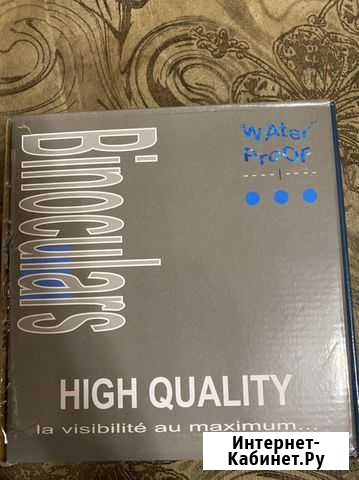 WAter
ProOF
Binoculars
HIGH QUALITY
la visibilité au maximum...
Интернет-
Кабинет.Ру